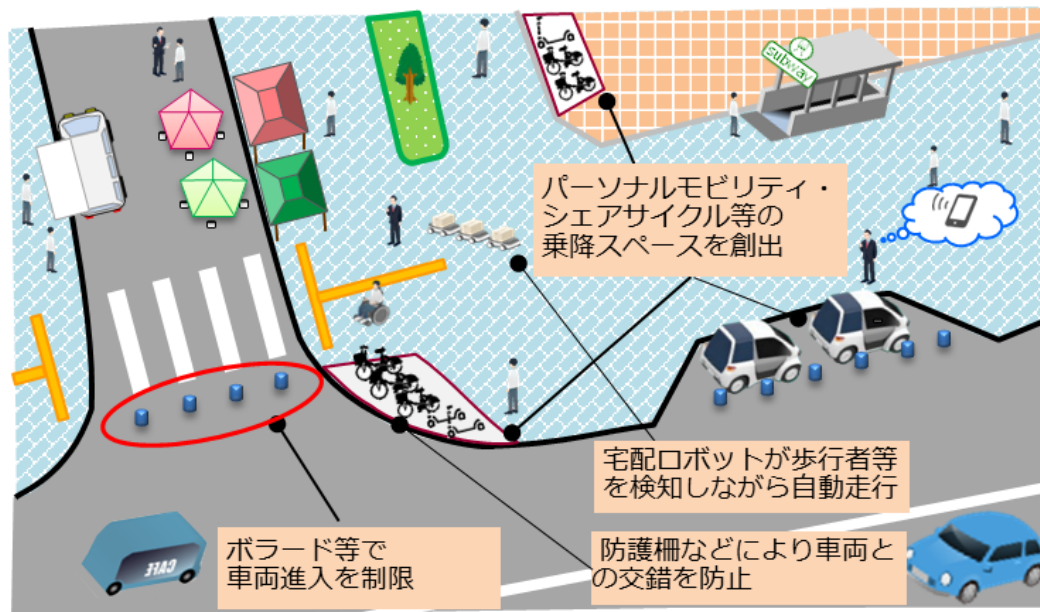 subway
パーソナルモビリティ・
シェアサイクル等の
乗降スペースを創出
宅配ロボットが歩行者等
を検知しながら自動走行
ボラード等で
車両進入を制限
防護柵などにより車両と
の交錯を防止
CAFE